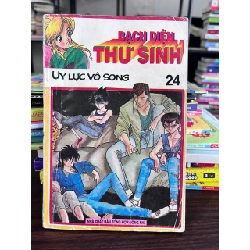 BẠCH DIỆN
THƯ SINH
UY LỰC VÔ SONG
24